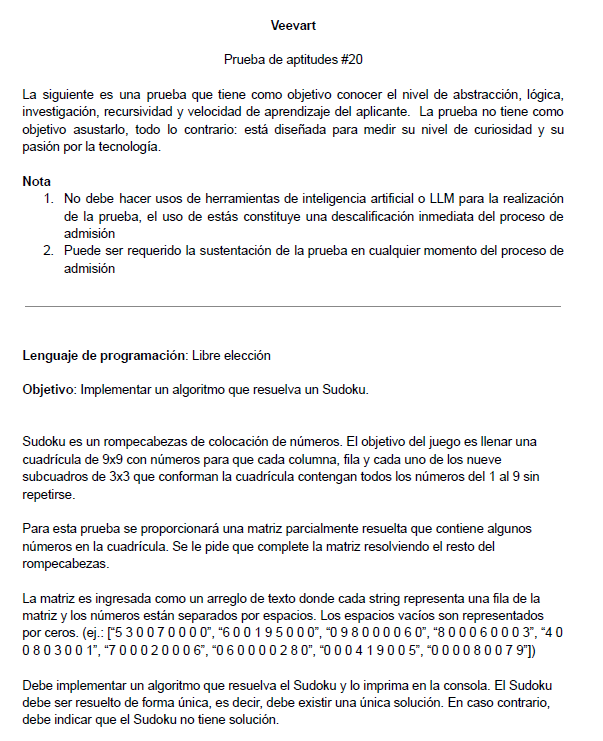 Veevart
Prueba de aptitudes #20
La siguiente es una prueba que tiene como objetivo conocer el nivel de abstracción, lógica,
investigación, recursividad y velocidad de aprendizaje del aplicante. La prueba no tiene como
objetivo asustarlo, todo lo contrario: está diseñada para medir su nivel de curiosidad y su
pasión por la tecnología.
Nota
1. No debe hacer usos de herramientas de inteligencia artificial o LLM para la realización
de la prueba, el uso de estás constituye una descalificación inmediata del proceso de
admisión
2. Puede ser requerido la sustentación de la prueba en cualquier momento del proceso de
admisión
Lenguaje de programación: Libre elección
Objetivo: Implementar un algoritmo que resuelva un Sudoku.
Sudoku es un rompecabezas de colocación de números. El objetivo del juego es llenar una
cuadrícula de 9x9 con números para que cada columna, fila y cada uno de los nueve
subcuadros de 3x3 que conforman la cuadrícula contengan todos los números del 1 al 9 sin
repetirse.
Para esta prueba se proporcionará una matriz parcialmente resuelta que contiene algunos
números en la cuadrícula. Se le pide que complete la matriz resolviendo el resto del
rompecabezas.
La matriz es ingresada como un arreglo de texto donde cada string representa una fila de la
matriz y los números están separados por espacios. Los espacios vacíos son representados
por ceros. (ej.: [“5 3 0 0 7 0 0 0 0”, “6 0 0 1 9 5 0 0 0”, “0 9 8 0 0 0 0 6 0”, “8 0 0 0 6 0 0 0 3”, “4 0
0 8 0 3 0 0 1”, “7 0 0 0 2 0 0 0 6”, “0 6 0 0 0 0 2 8 0”, “0 0 0 4 1 9 0 0 5”, “0 0 0 0 8 0 0 7 9”])
Debe implementar un algoritmo que resuelva el Sudoku y lo imprima en la consola. El Sudoku
debe ser resuelto de forma única, es decir, debe existir una única solución. En caso contrario,
debe indicar que el Sudoku no tiene solución.